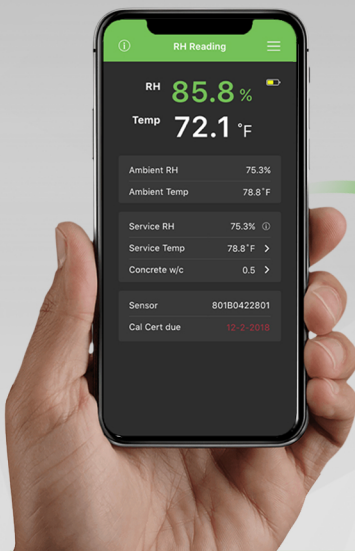 RH Reading
RH 85.8 %
Temp 72.1 °F
Ambient RH 75.3%
Ambient Temp 78.8°F
Service RH 75.3%
Service Temp 78.8°F
Concrete w/c 0.5
Sensor 801B0422801
Cal Cert due 12-2-2018